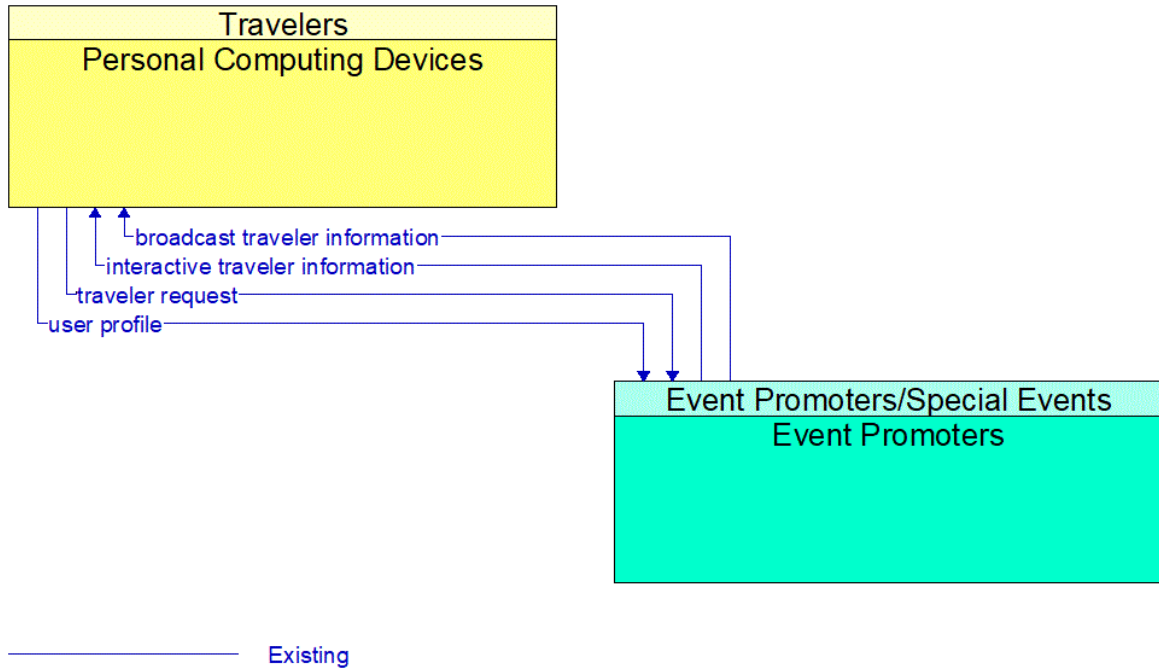 Travelers
Personal Computing Devices
broadcast traveler information
interactive traveler information
traveler request
user profile
Event Promoters/Special Events
Event Promoters
Existing